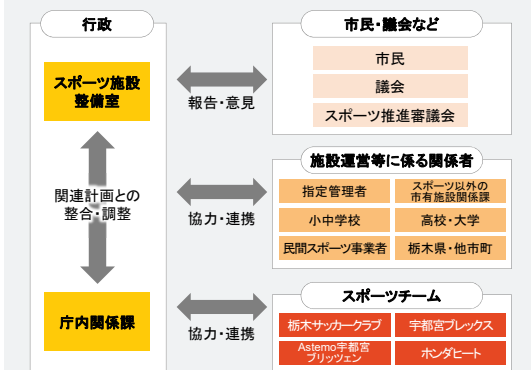 行政
スポーツ施設
整備室
関連計画との
整合・調整
庁内関係課
報告・意見
協力・連携
協力・連携
市民・議会など
市民
議会
スポーツ推進審議会
施設運営等に係る関係者
指定管理者
スポーツ以外の
市有施設関係課
小中学校
高校・大学
民間スポーツ事業者
栃木県・他市町
スポーツチーム
栃木サッカークラブ
宇都宮ブレックス
Astemo宇都宮
ブリッツェン
ホンダヒート